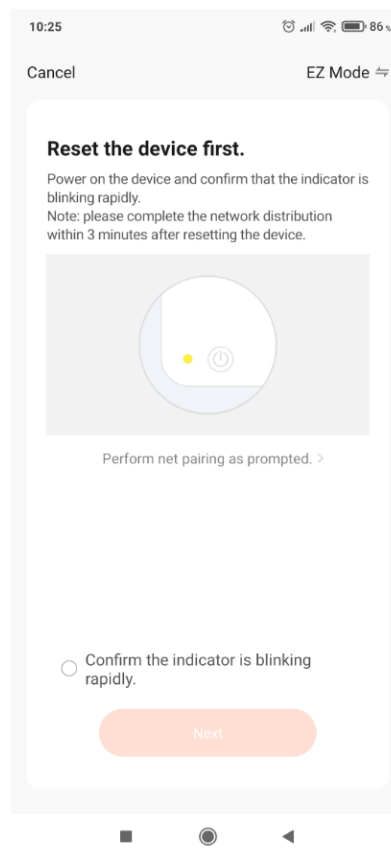 10:25
86
Cancel
EZ Mode
Reset the device first.
Power on the device and confirm that the indicator is
blinking rapidly.
Note: please complete the network distribution
within 3 minutes after resetting the device.
Perform net pairing as prompted. >
Confirm the indicator is blinking
rapidly.
Next